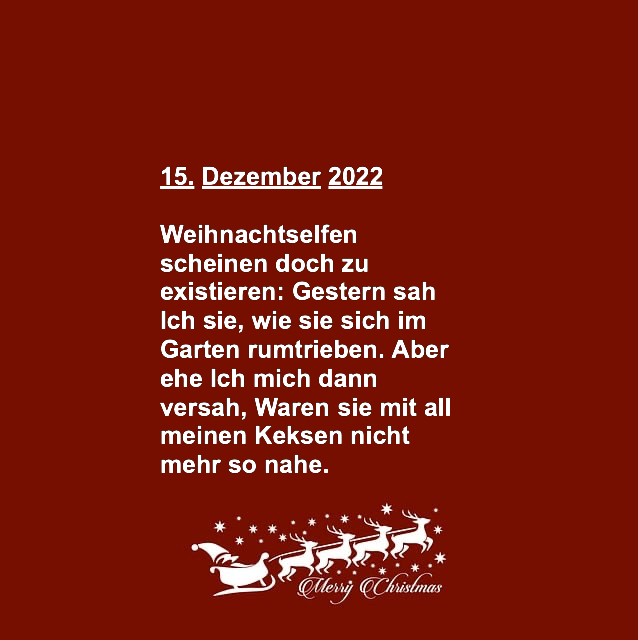 15. Dezember 2022
Weihnachtselfen
scheinen doch zu
existieren: Gestern sah
Ich sie, wie sie sich im
Garten rumtrieben. Aber
ehe Ich mich dann
versah, Waren sie mit all
meinen Keksen nicht
mehr so nahe.
Merry Christmas